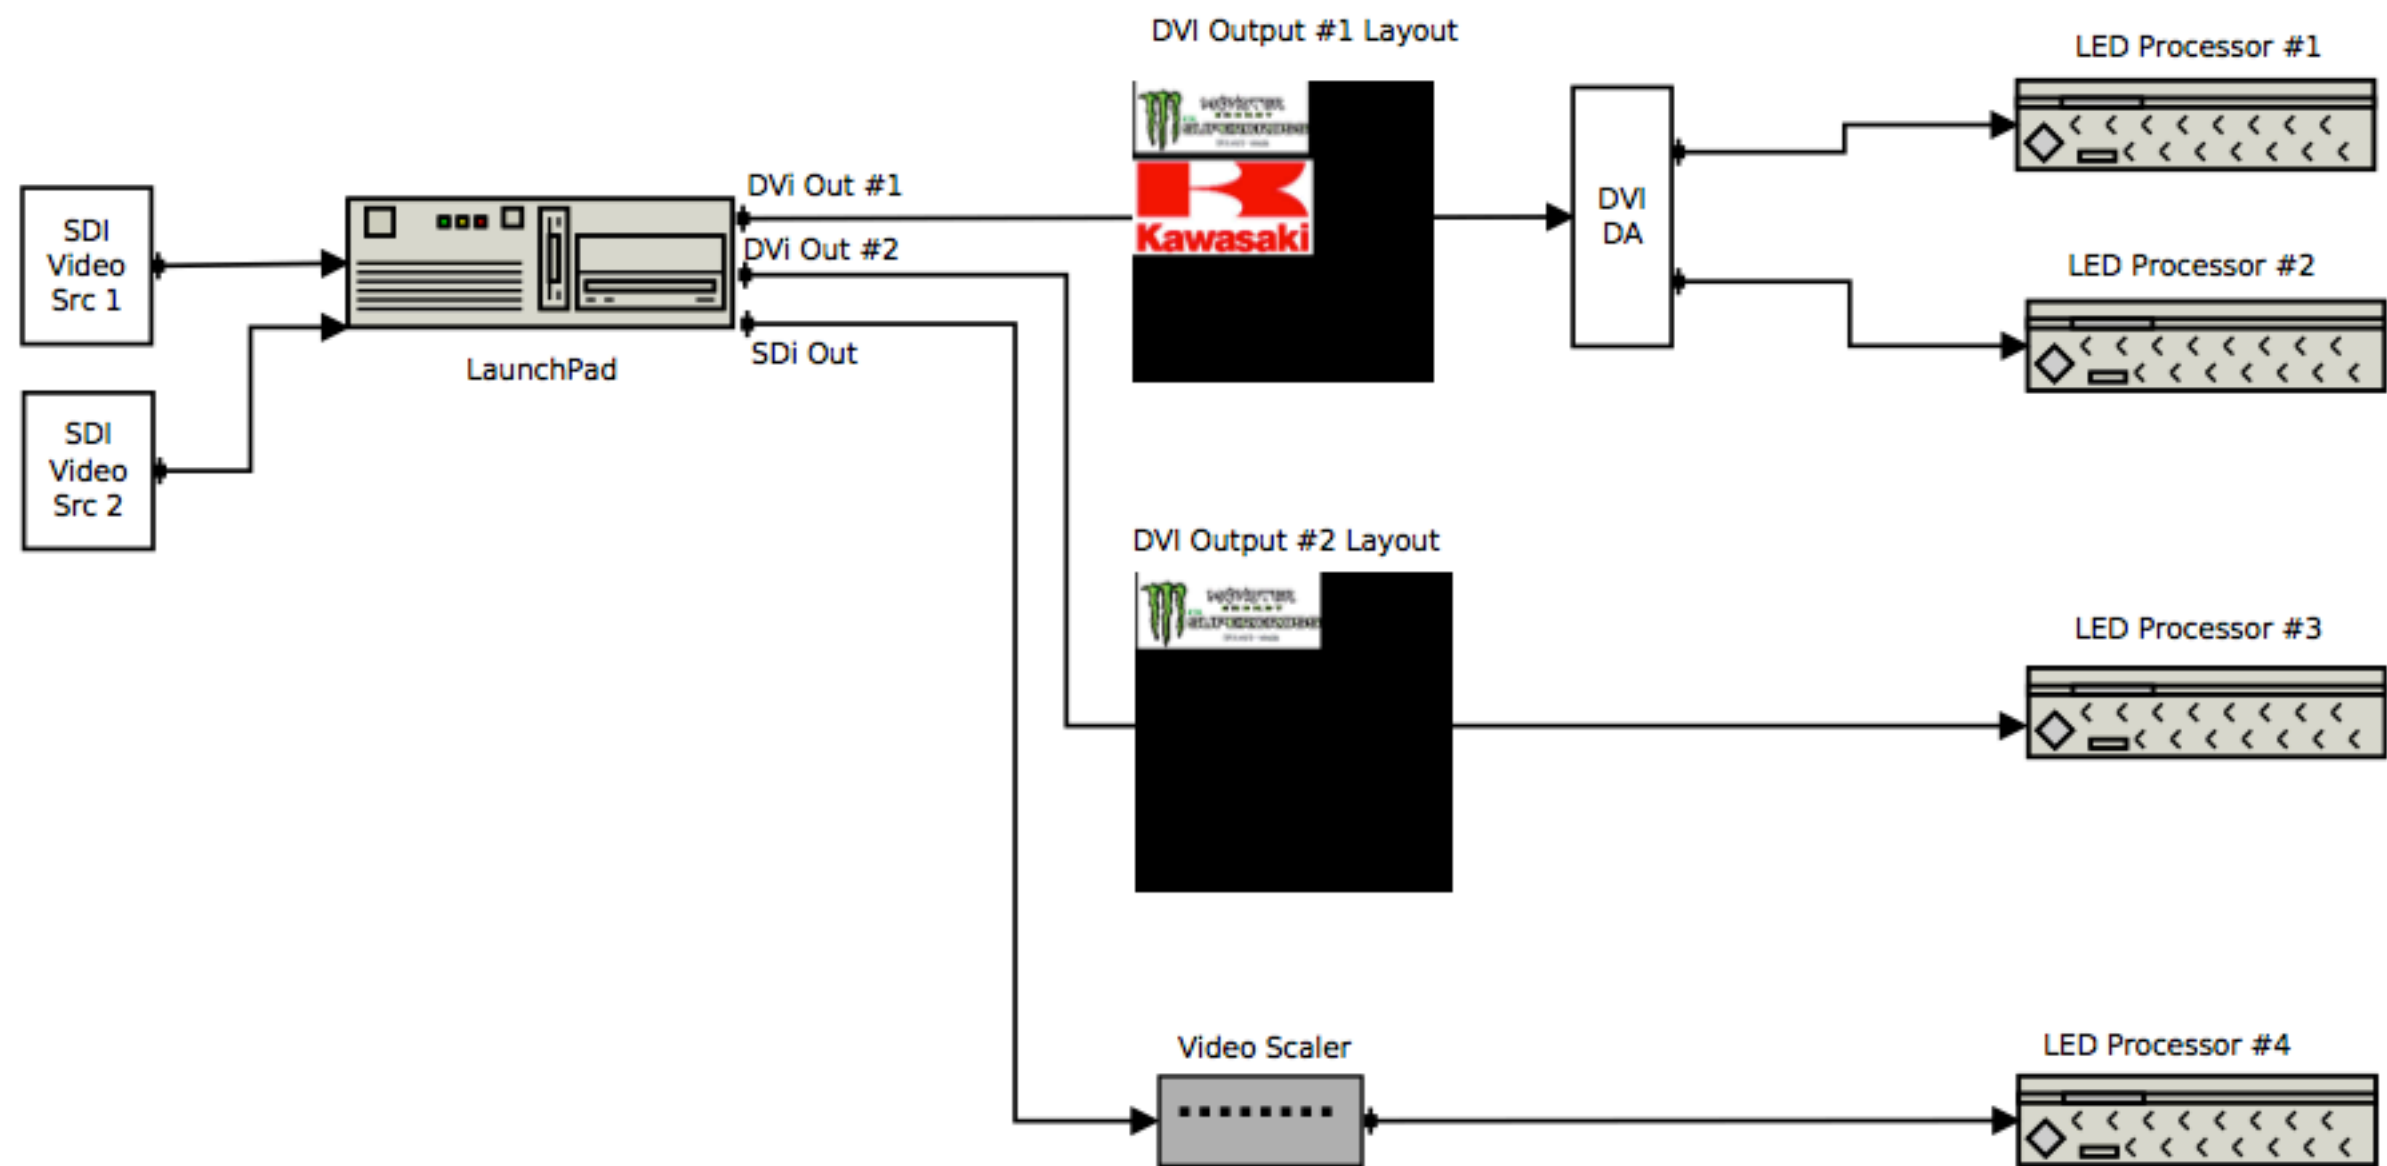 DVI Output #1 Layout
LED Processor #1
DVi Out #1
DVI
DA
SDI
Video
Src 1
DVi Out #2
Kawasaki
LED Processor #2
SDi Out
LaunchPad
SDI
Video
Src 2
DVI Output #2 Layout
LED Processor #3
Video Scaler
LED Processor #4